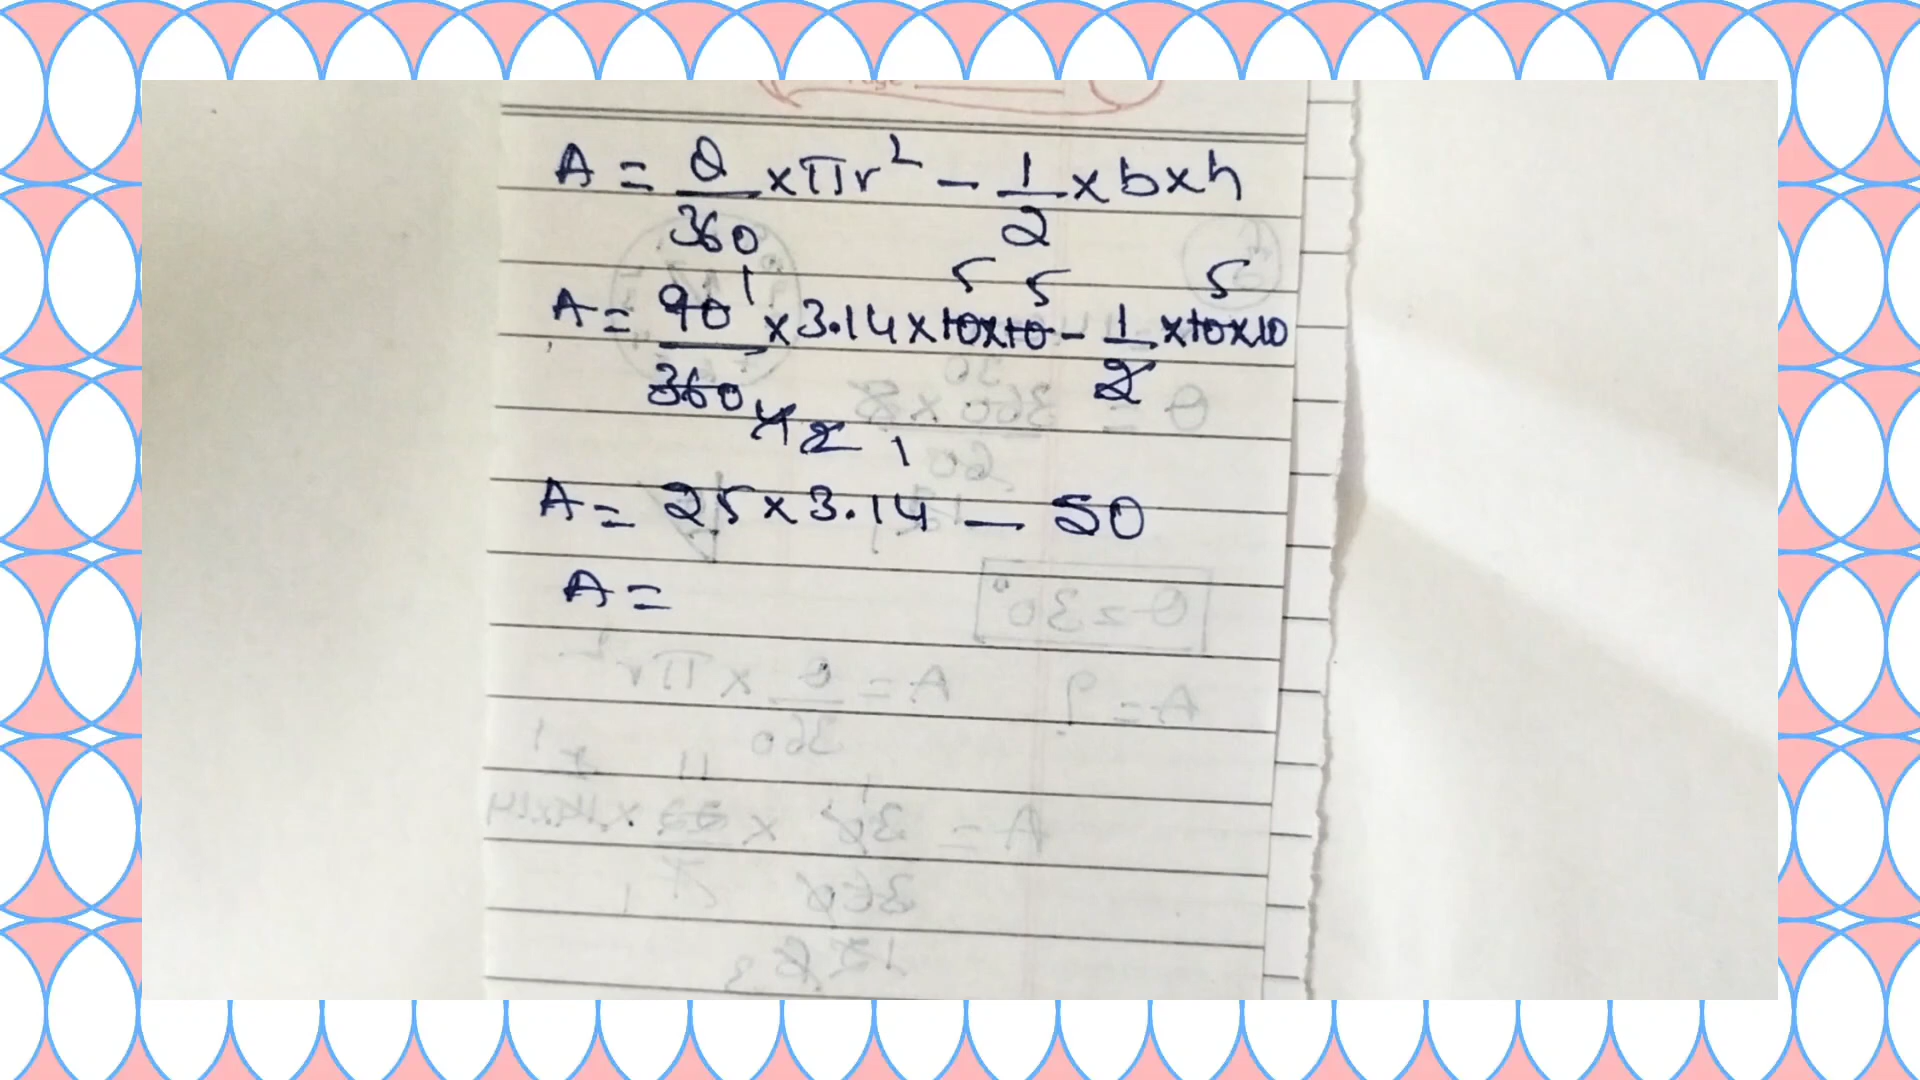 A = θ/360 × πr² − 1/2 × b × h
A = 90/360 × 3.14 × 10 × 10 − 1/2 × 10 × 10
A = 25 × 3.14 − 50
A =